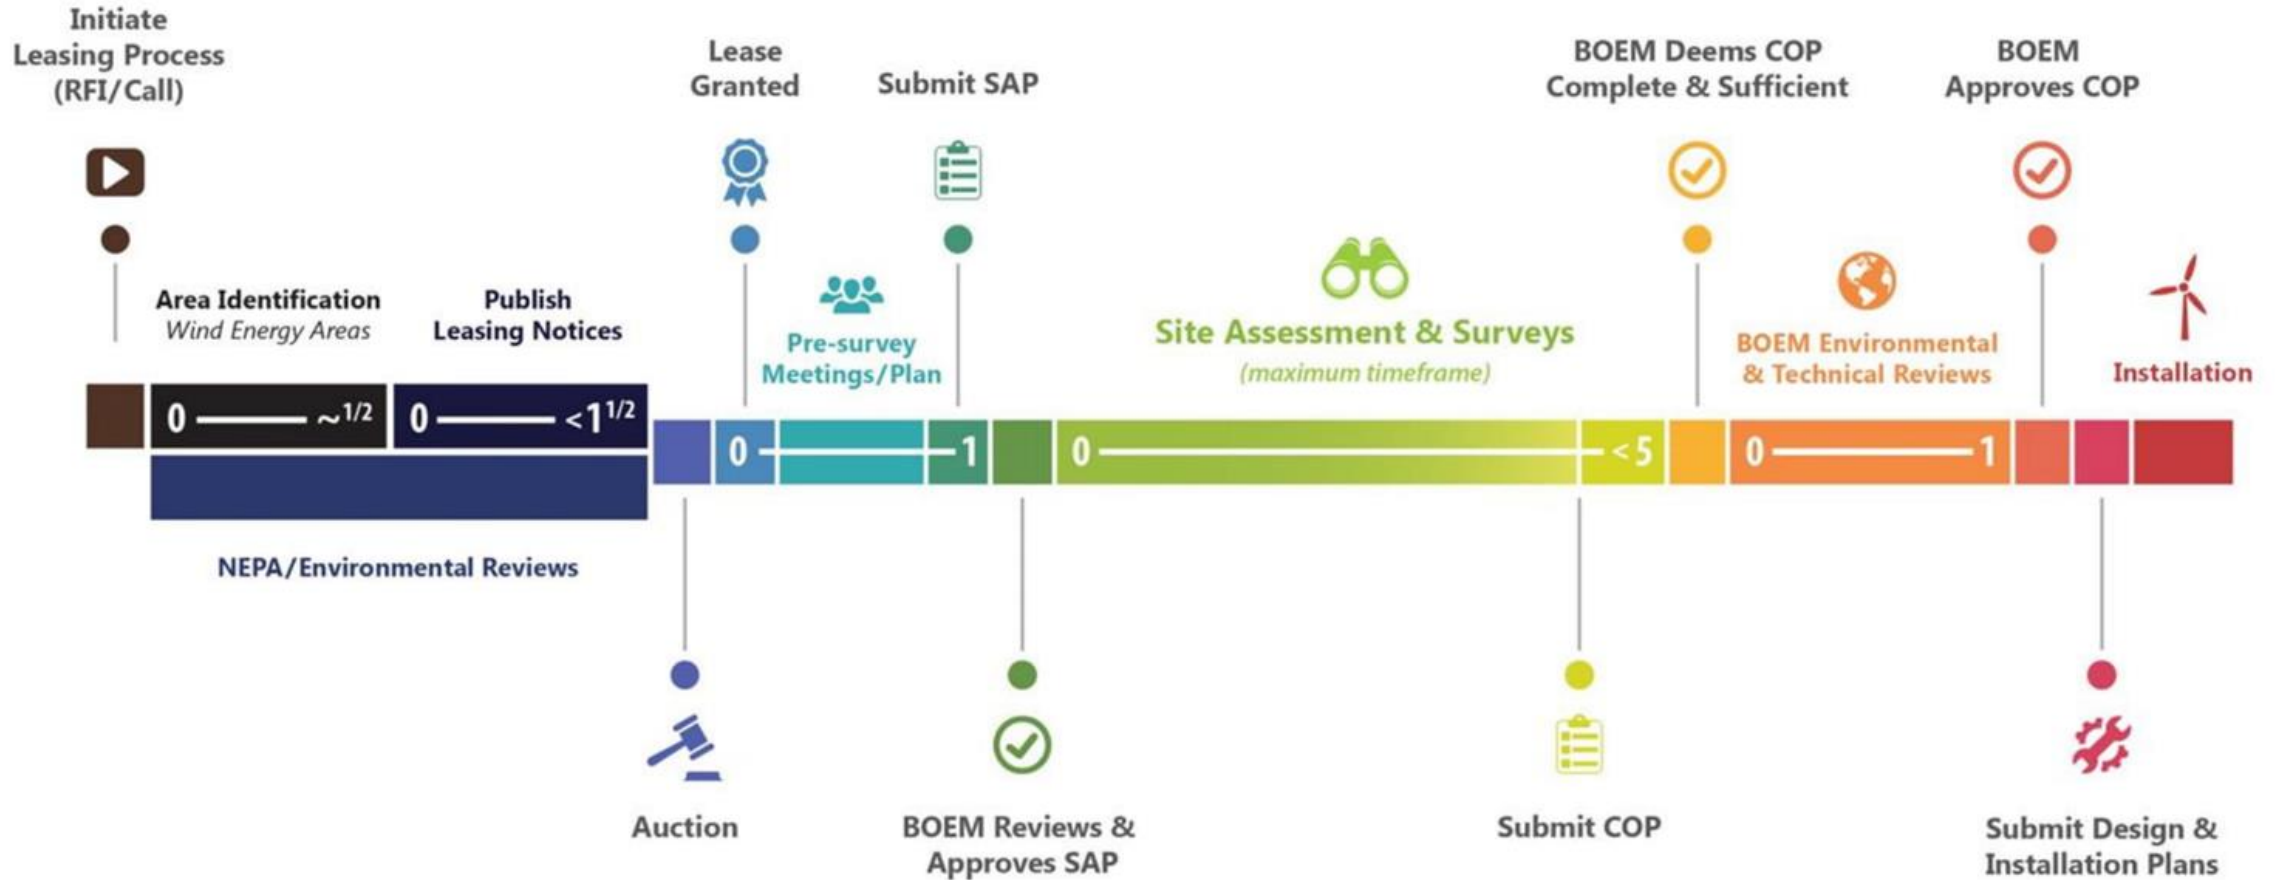 Initiate
Leasing Process
(RFI/Call)
Lease
Granted
Submit SAP
BOEM Deems COP
Complete & Sufficient
BOEM
Approves COP
Area Identification
Wind Energy Areas
Publish
Leasing Notices
Pre-survey
Meetings/Plan
Site Assessment & Surveys
(maximum timeframe)
BOEM Environmental
& Technical Reviews
Installation
0 ~1/2
0 <1 1/2
0 1
0 <5
0 1
NEPA/Environmental Reviews
Auction
BOEM Reviews &
Approves SAP
Submit COP
Submit Design &
Installation Plans